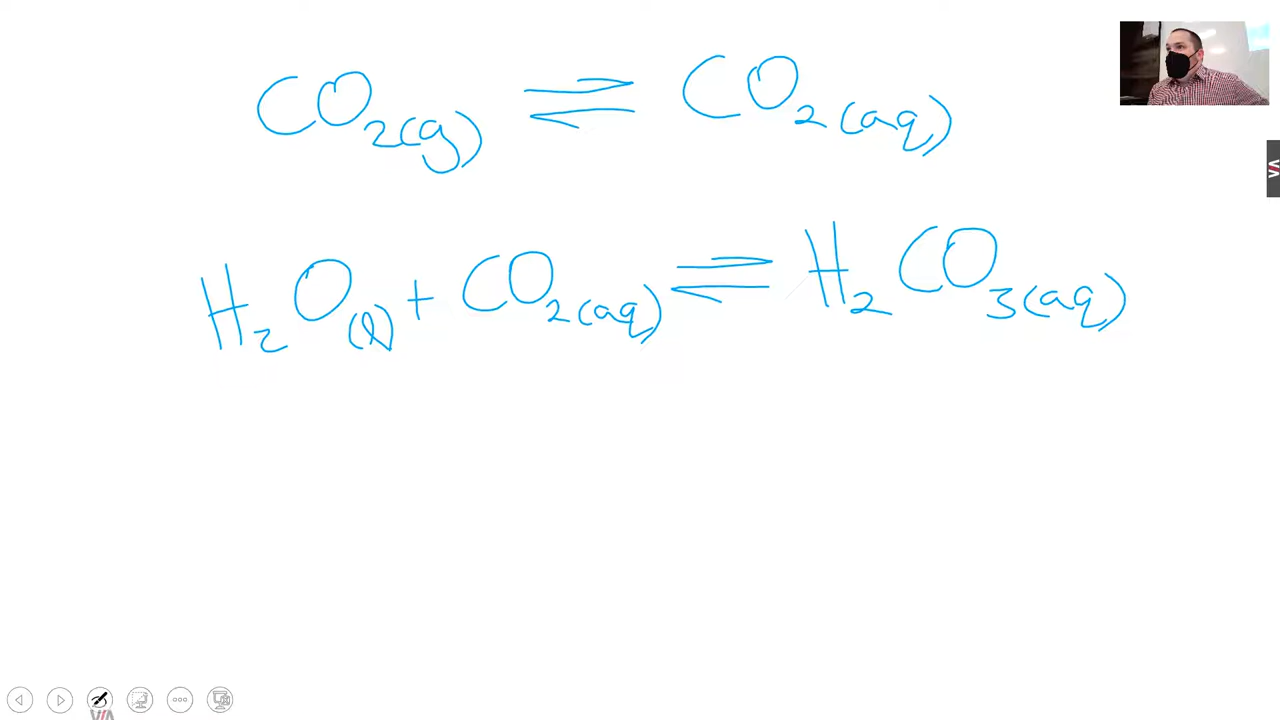 CO₂(g) ⇌ CO₂(aq)
H₂O(l) + CO₂(aq) ⇌ H₂CO₃(aq)